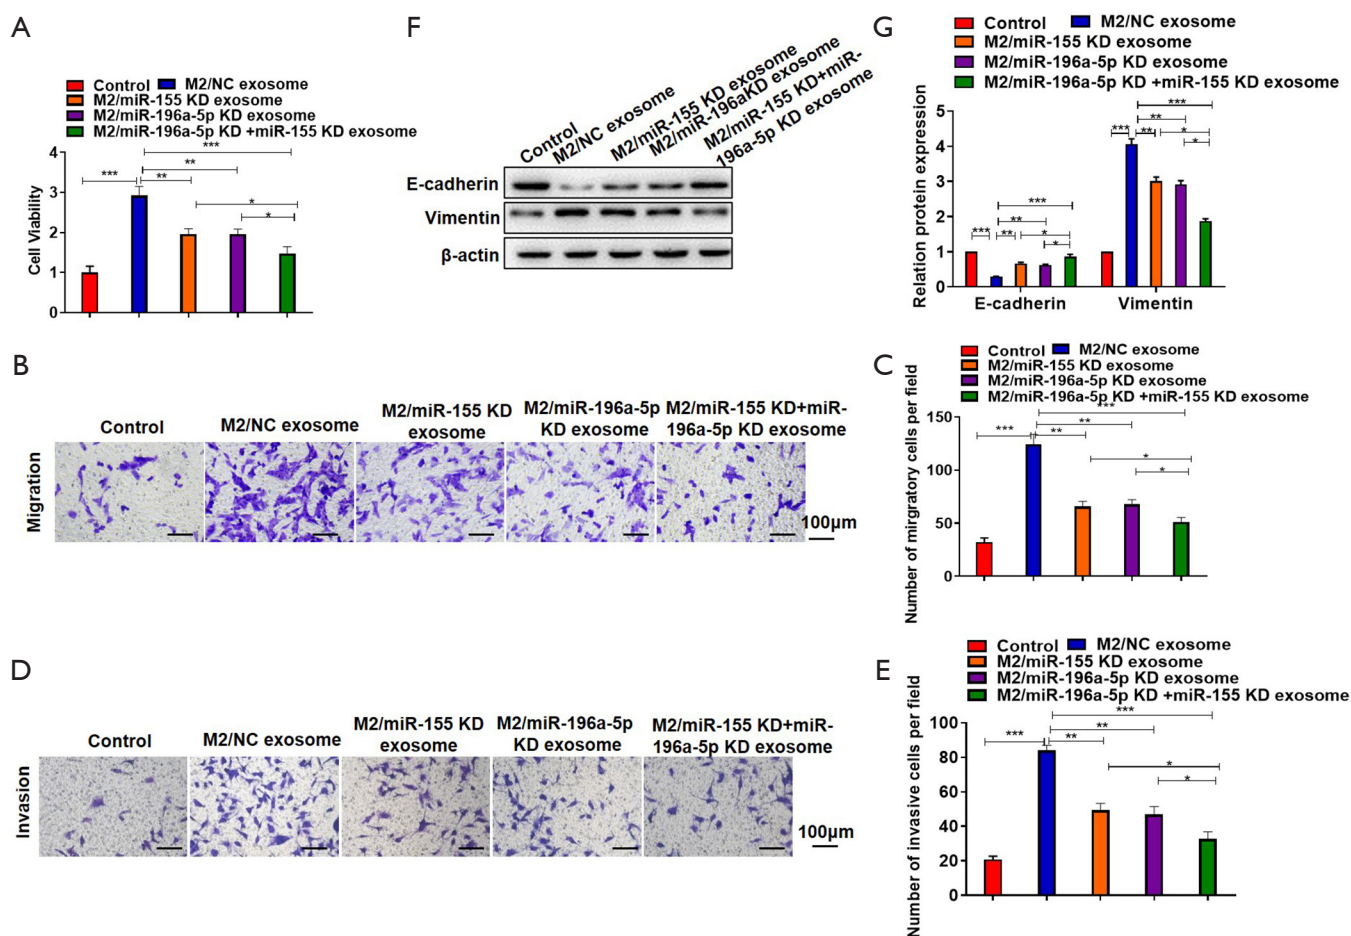 A
Control M2/NC exosome
M2/miR-155 KD exosome
M2/miR-196a-5p KD exosome
M2/miR-196a-5p KD +miR-155 KD exosome
Cell Viability
4
3
2
1
0
***
**
**
***
*
*
F
Control
M2/NC exosome
M2/miR-155 KD exosome
M2/miR-196aKD exosome
M2/miR-155 KD+miR-
196a-5p KD exosome
E-cadherin
Vimentin
β-actin
G
Control M2/NC exosome
M2/miR-155 KD exosome
M2/miR-196a-5p KD exosome
M2/miR-196a-5p KD +miR-155 KD exosome
Relation protein expression
5
4
3
2
1
0
***
**
**
***
*
*
***
**
**
***
*
*
E-cadherin Vimentin
B
Control
M2/NC exosome
M2/miR-155 KD
exosome
M2/miR-196a-5p
KD exosome
M2/miR-155 KD+miR-
196a-5p KD exosome
Migration
100μm
C
Control M2/NC exosome
M2/miR-155 KD exosome
M2/miR-196a-5p KD exosome
M2/miR-196a-5p KD +miR-155 KD exosome
Number of mirgratory cells per field
150
100
50
0
***
**
**
***
*
*
D
Control
M2/NC exosome
M2/miR-155 KD
exosome
M2/miR-196a-5p
KD exosome
M2/miR-155 KD+miR-
196a-5p KD exosome
Invasion
100μm
E
Control M2/NC exosome
M2/miR-155 KD exosome
M2/miR-196a-5p KD exosome
M2/miR-196a-5p KD +miR-155 KD exosome
Number of invasive cells per field
100
80
60
40
20
0
***
**
**
***
*
*